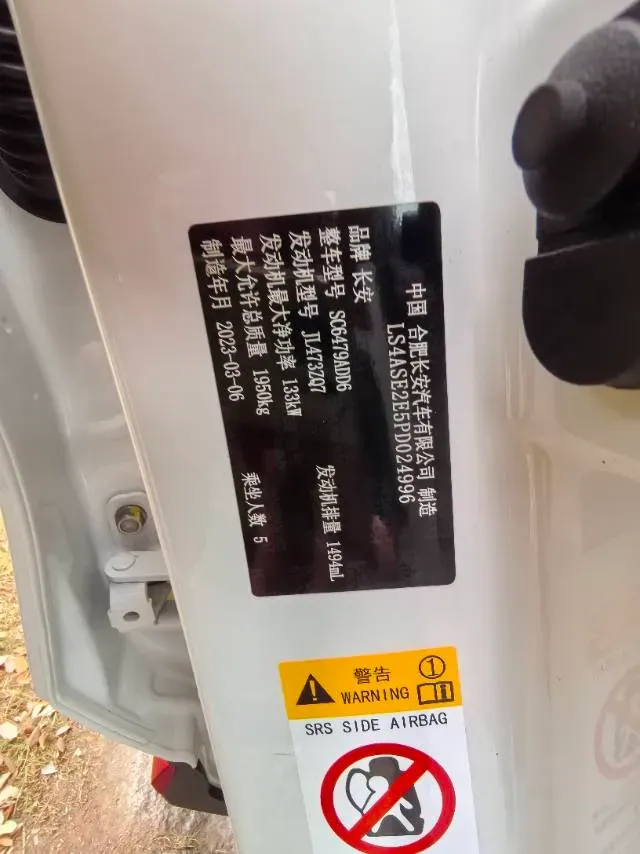 中国 合肥长安汽车有限公司 制造
LS4ASE2E5PD024996
品牌 长安
整车型号 SC6479ADD6
发动机型号 JL473ZQ7 发动机排量 1494mL
发动机最大净功率 133kW
最大允许总质量 1950kg 乘坐人数 5
制造年月 2023-03-06
警告 1
WARNING i
SRS SIDE AIRBAG